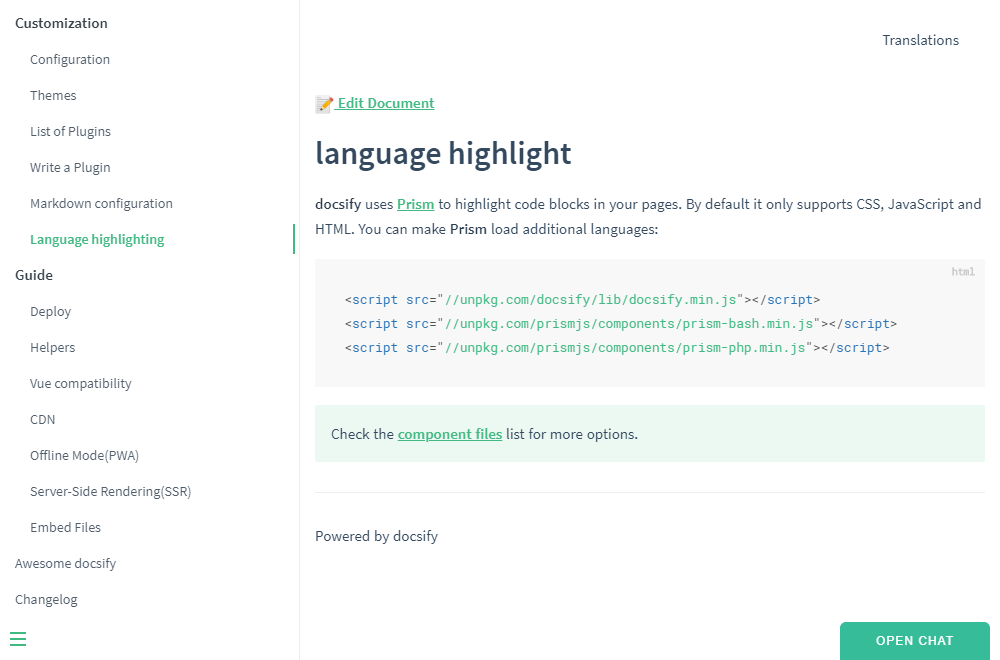 Customization
Configuration
Themes
List of Plugins
Write a Plugin
Markdown configuration
Language highlighting
Guide
Deploy
Helpers
Vue compatibility
CDN
Offline Mode(PWA)
Server-Side Rendering(SSR)
Embed Files
Awesome docsify
Changelog
Translations
📝 Edit Document
language highlight
docsify uses Prism to highlight code blocks in your pages. By default it only supports CSS, JavaScript and
HTML. You can make Prism load additional languages:
html
<script src="//unpkg.com/docsify/lib/docsify.min.js"></script>
<script src="//unpkg.com/prismjs/components/prism-bash.min.js"></script>
<script src="//unpkg.com/prismjs/components/prism-php.min.js"></script>
Check the component files list for more options.
Powered by docsify
OPEN CHAT